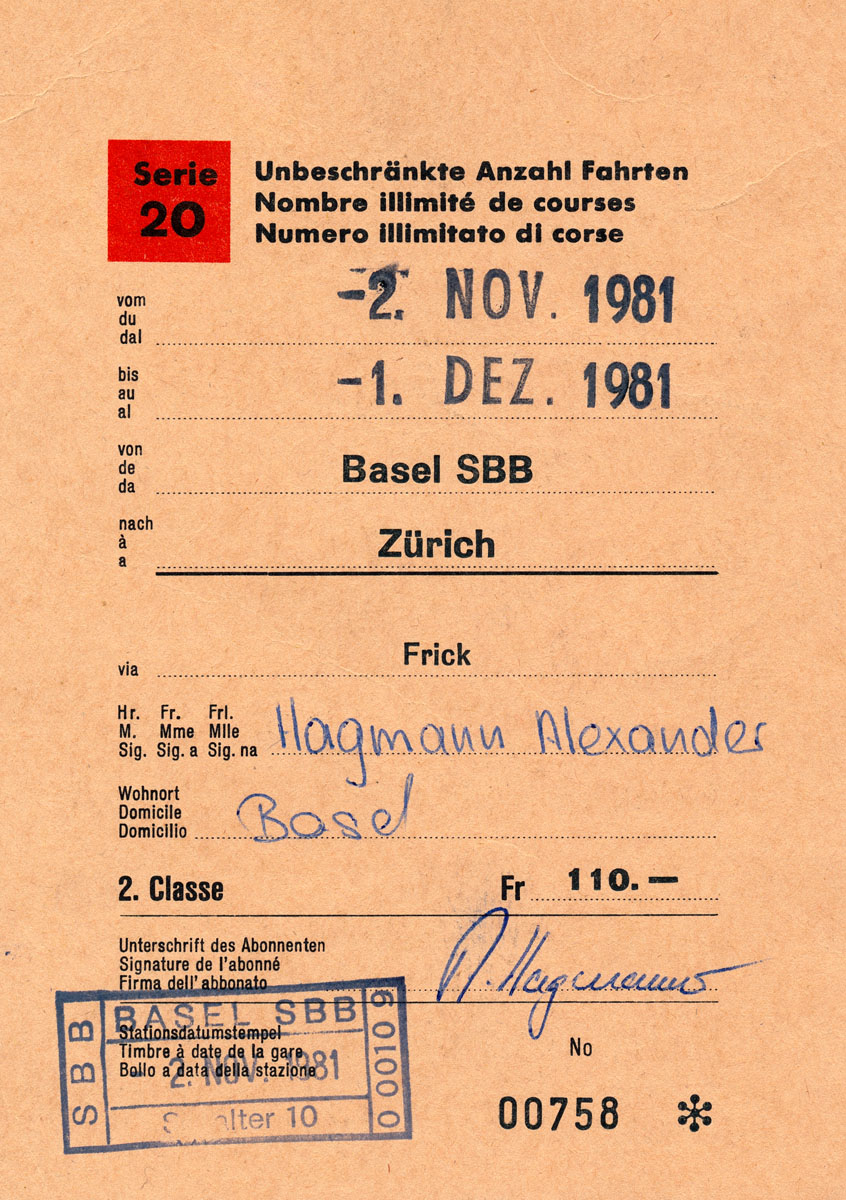 Serie
20
Unbeschränkte Anzahl Fahrten
Nombre illimité de courses
Numero illimitato di corse
vom
du
dal
-2. NOV. 1981
bis
au
al
-1. DEZ. 1981
von
de
da
Basel SBB
nach
à
a
Zürich
via
Frick
Hr. Fr. Frl.
M. Mme Mlle
Sig. Sig. a Sig. na
Hagmann Alexander
Wohnort
Domicile
Domicilio
Basel
2. Classe
Fr 110.—
Unterschrift des Abonnenten
Signature de l'abonné
Firma dell'abbonato
A. Hagmann
Stationsdatumstempel
Timbre à date de la gare
Bollo a data della stazione
SBB
BASEL SBB
- 2. NOV. 1981
10
0 0010 9
No
00758 *